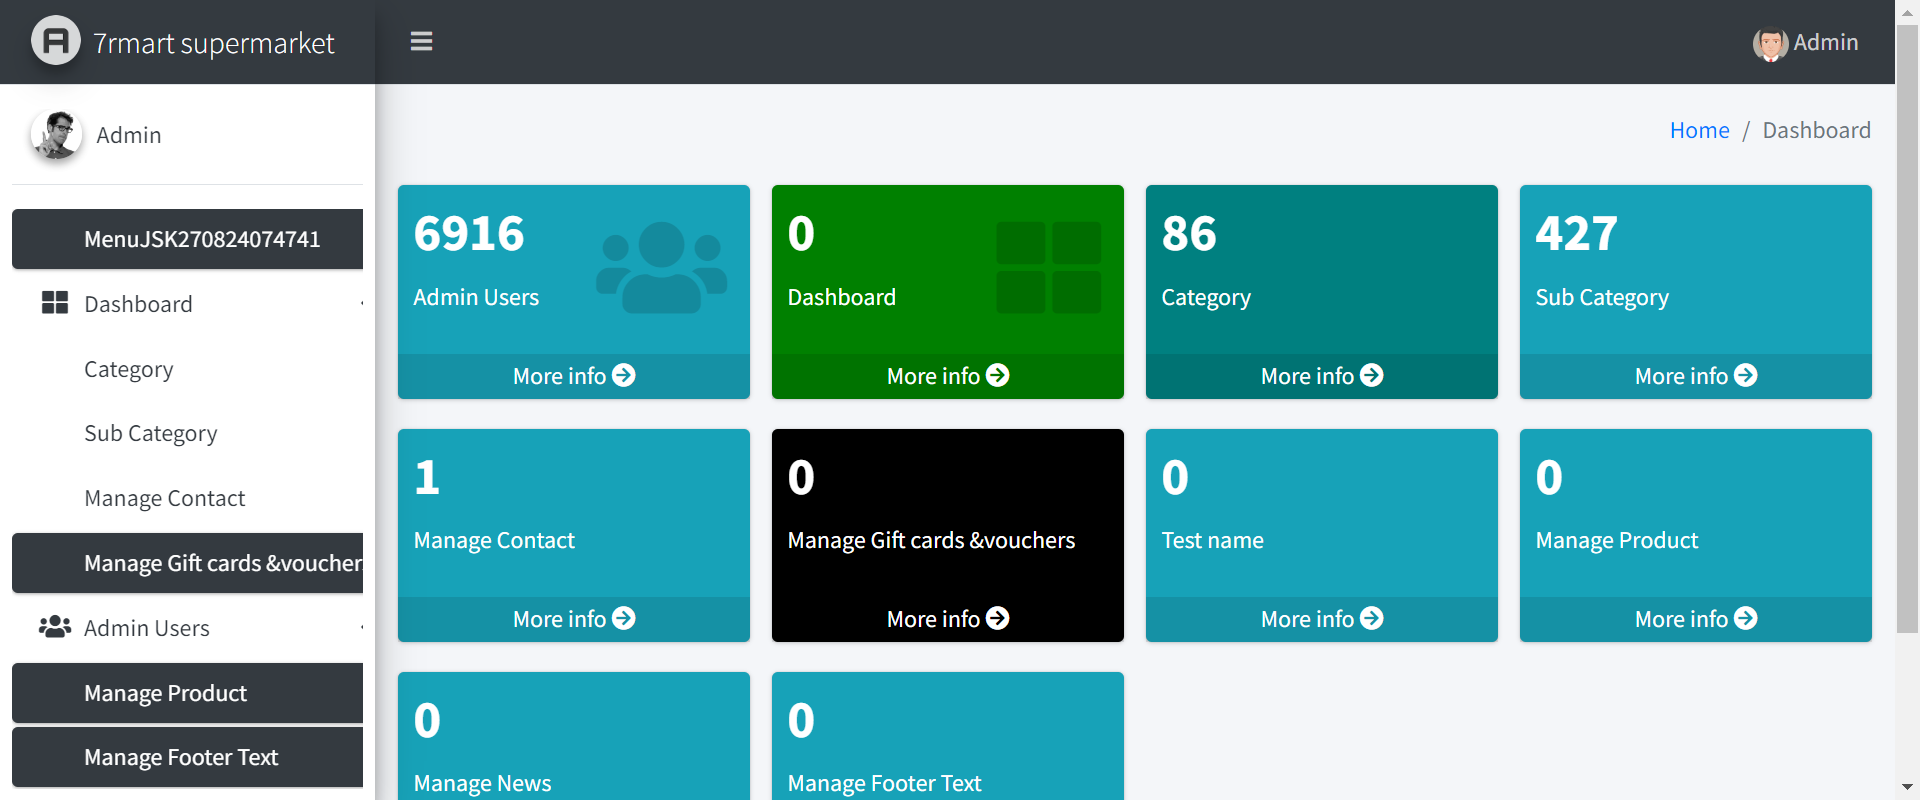 7rmart supermarket
Admin
Admin
Home / Dashboard
MenuJSK270824074741
Dashboard
Category
Sub Category
Manage Contact
Manage Gift cards &voucher
Admin Users
Manage Product
Manage Footer Text
6916
Admin Users
More info
0
Dashboard
More info
86
Category
More info
427
Sub Category
More info
1
Manage Contact
More info
0
Manage Gift cards &vouchers
More info
0
Test name
More info
0
Manage Product
More info
0
Manage News
0
Manage Footer Text